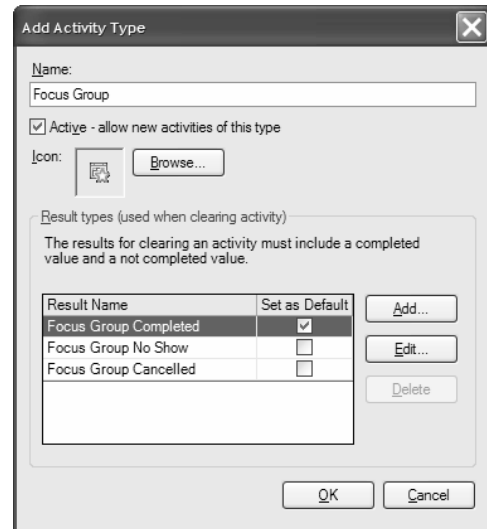 Add Activity Type
Name:
Focus Group
Active - allow new activities of this type
Icon:
Browse...
Result types (used when clearing activity)
The results for clearing an activity must include a completed
value and a not completed value.
Result Name Set as Default
Focus Group Completed
Focus Group No Show
Focus Group Cancelled
Add...
Edit...
Delete
OK Cancel